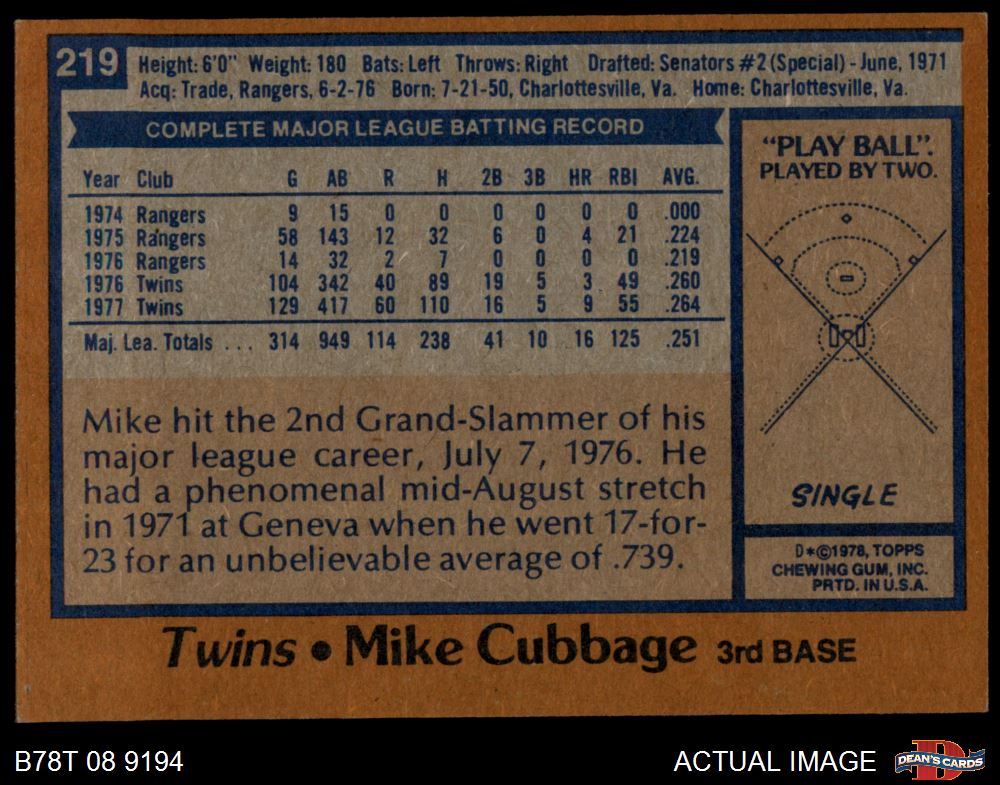 219 Height: 6'0" Weight: 180 Bats: Left Throws: Right Drafted: Senators #2 (Special) - June, 1971
Acq: Trade, Rangers, 6-2-76 Born: 7-21-50, Charlottesville, Va. Home: Charlottesville, Va.
COMPLETE MAJOR LEAGUE BATTING RECORD
Year Club G AB R H 2B 3B HR RBI AVG.
1974 Rangers 9 15 0 0 0 0 0 0 .000
1975 Rangers 58 143 12 32 6 0 4 21 .224
1976 Rangers 14 32 2 7 0 0 0 0 .219
1976 Twins 104 342 40 89 19 5 3 49 .260
1977 Twins 129 417 60 110 16 5 9 55 .264
Maj. Lea. Totals ... 314 949 114 238 41 10 16 125 .251
Mike hit the 2nd Grand-Slammer of his
major league career, July 7, 1976. He
had a phenomenal mid-August stretch
in 1971 at Geneva when he went 17-for-
23 for an unbelievable average of .739.
"PLAY BALL".
PLAYED BY TWO.
SINGLE
D*©1978, TOPPS
CHEWING GUM, INC.
PRTD. IN U.S.A.
Twins • Mike Cubbage 3rd BASE
B78T 08 9194
ACTUAL IMAGE
D
DEAN'S CARDS